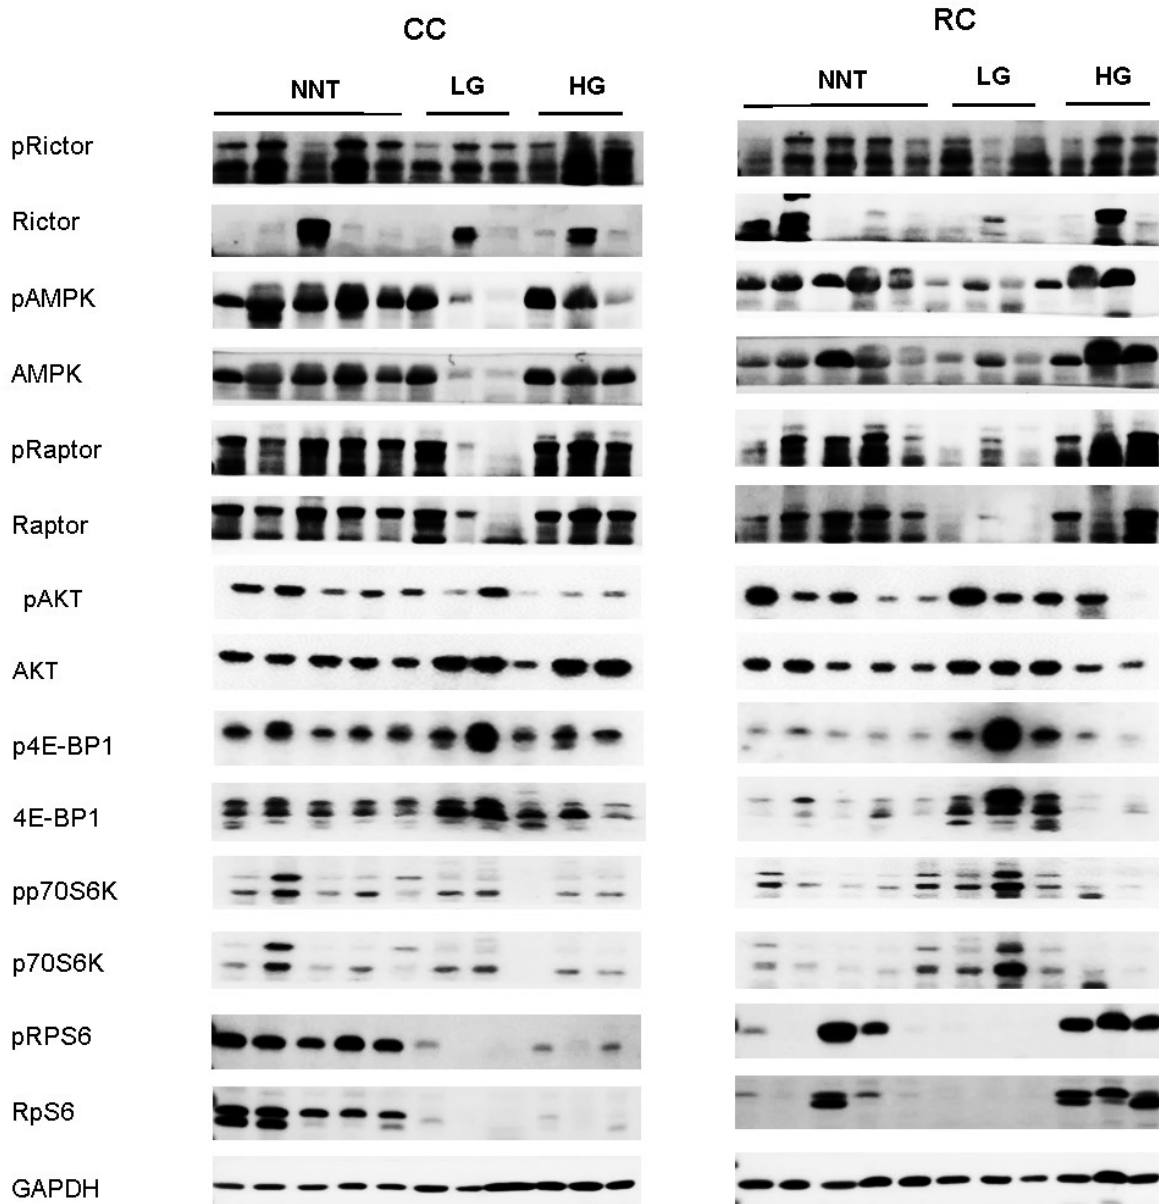 CC
RC
NNT LG HG
NNT LG HG
pRictor
Rictor
pAMPK
AMPK
pRaptor
Raptor
pAKT
AKT
p4E-BP1
4E-BP1
pp70S6K
p70S6K
pRPS6
RpS6
GAPDH